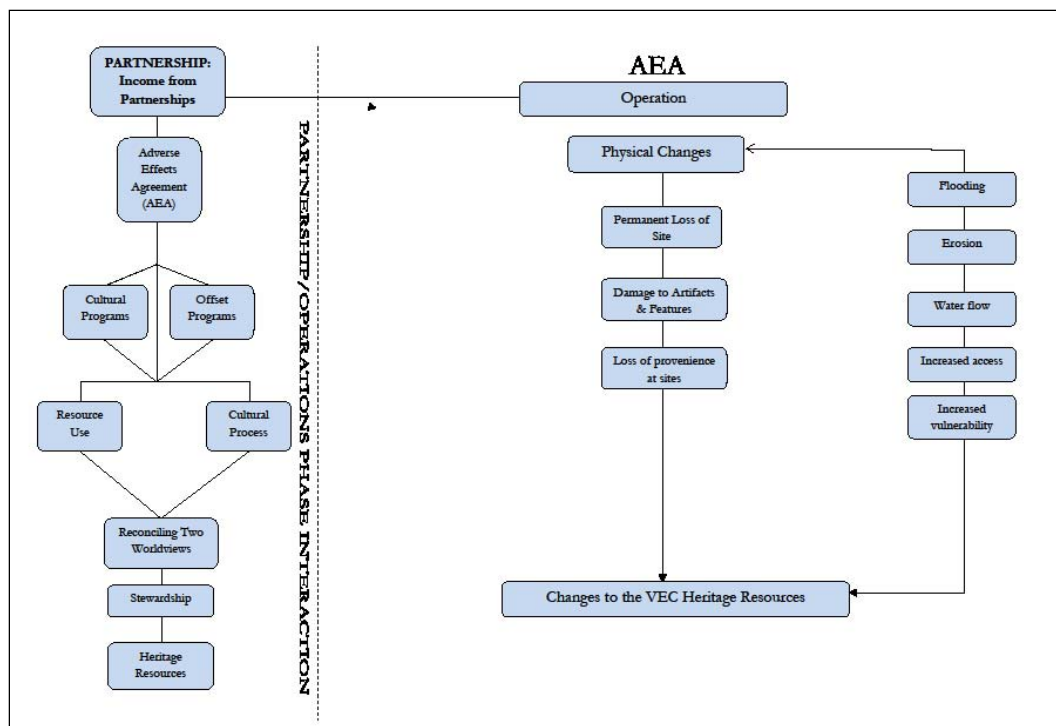 PARTNERSHIP:
Income from
Partnerships
Adverse
Effects
Agreement
(AEA)
Cultural
Programs
Offset
Programs
Resource
Use
Cultural
Process
Reconciling Two
Worldviews
Stewardship
Heritage
Resources
PARTNERSHIP/OPERATIONS PHASE INTERACTION
AEA
Operation
Physical Changes
Permanent Loss of
Site
Damage to Artifacts
& Features
Loss of provenience
at sites
Flooding
Erosion
Water flow
Increased access
Increased
vulnerability
Changes to the VEC Heritage Resources